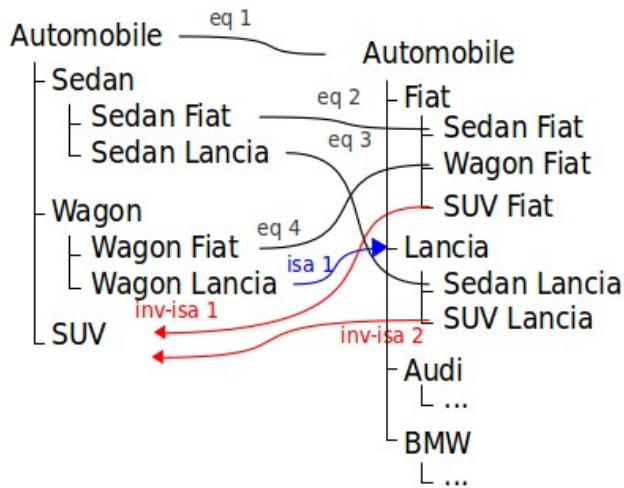 eq 1
Automobile
Automobile
Sedan
Fiat
eq 2
Sedan Fiat
Sedan Fiat
eq 3
Sedan Lancia
Wagon Fiat
Wagon
SUV Fiat
eq 4
Wagon Fiat
Lancia
isa 1
Wagon Lancia
Sedan Lancia
inv-isa 1
SUV Lancia
SUV
inv-isa 2
Audi
...
BMW
...